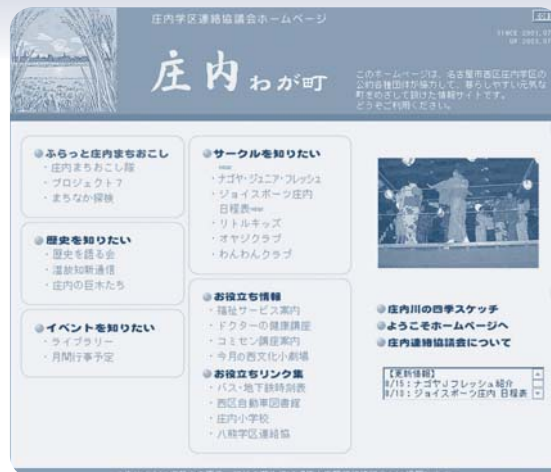 庄内学区連絡協議会ホームページ
庄内わが町
このホームページは、名古屋市西区庄内学区の
公的各種団体が協力して、暮らしやすい元気な
町をめざして設けた情報サイトです。
どうぞご利用ください。
ふらっと庄内まちおこし
・庄内まちおこし隊
・プロジェクト7
・まちなか探検
歴史を知りたい
・歴史を語る会
・温故知新通信
・庄内の巨木たち
イベントを知りたい
・ライブラリー
・月間行事予定
サークルを知りたい
new
・ナゴヤ・ジュニア・フレッシュ
・ジョイスポーツ庄内
日程表new
・リトルキッズ
・オヤジクラブ
・わんわんクラブ
お役立ち情報
・福祉サービス案内
・ドクターの健康講座
・コミセン講座案内
・今月の西文化小劇場
お役立ちリンク集
・バス・地下鉄時刻表
・西区自動車図書館
・庄内小学校
・八熊学区連絡協
庄内川の四季スケッチ
ようこそホームページへ
庄内連絡協議会について
【更新情報】
8/15:ナゴヤJフレッシュ紹介
8/10:ジョイスポーツ庄内 日程表